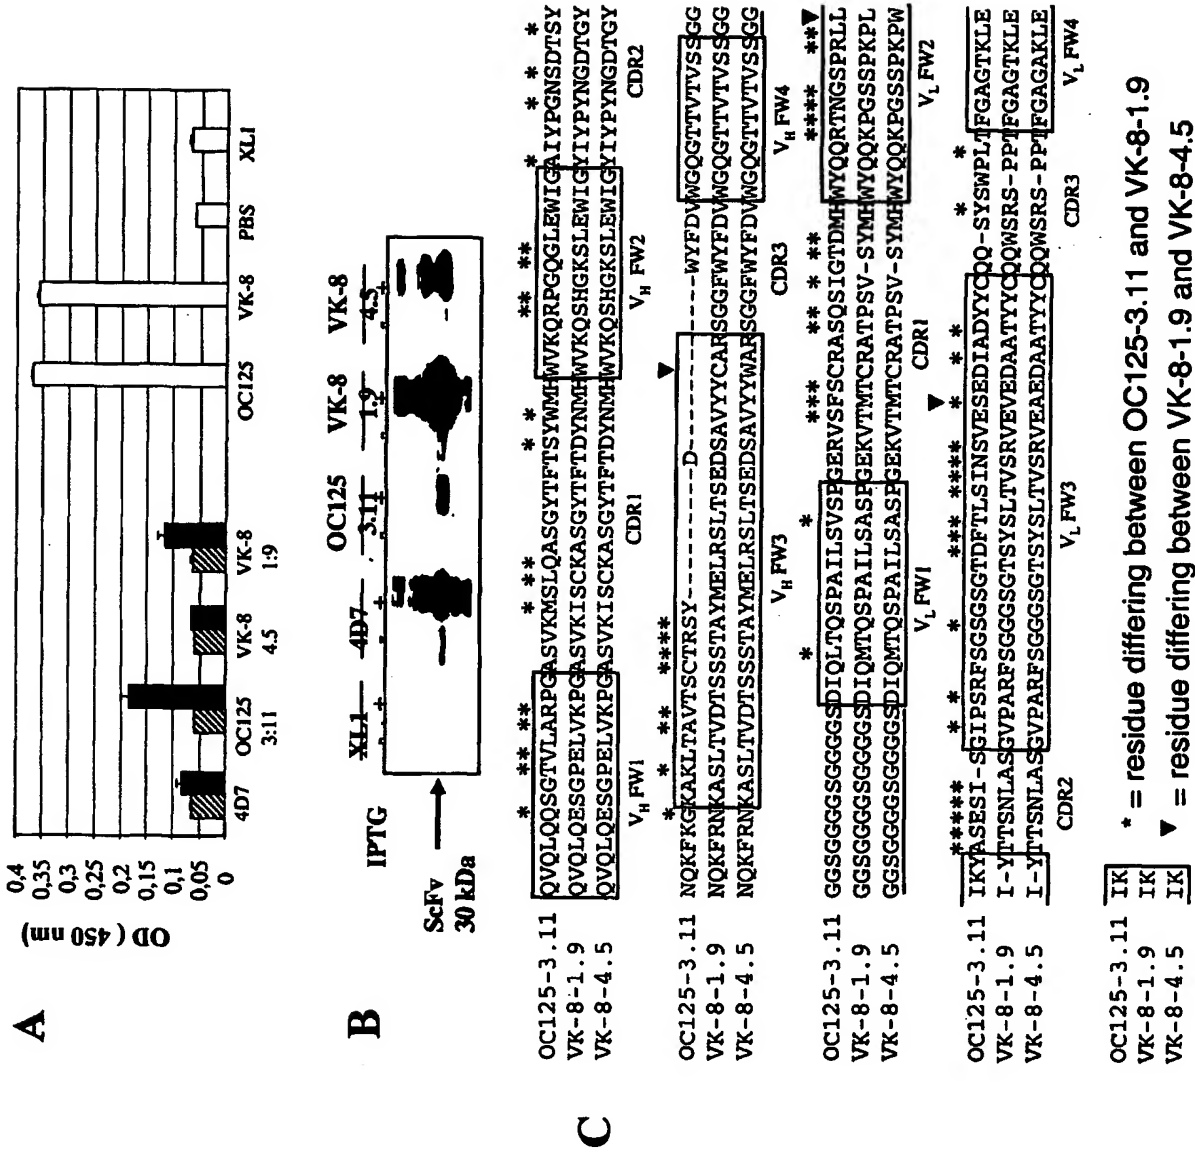 A
OD ( 450 nm)
0,4
0,35
0,3
0,25
0,2
0,15
0,1
0,05
0
4D7
OC125 3:11
VK-8 4.5
VK-8 1:9
OC125
VK-8
PBS
XL1
B
XL1 4D7 OC125 3.11 VK-8 1.9 VK-8 4.5
IPTG - + - + - + - + - +
ScFv
30 kDa
C
* ** ** * ** * * ** ** * * * *
OC125-3.11 QVQLQQSGTVLARPGASVKMSLQASGYTFTSYWMHWVKQRPGQGLEWIGAIYPGNSDTSY
VK-8-1.9 QVQLQESGPELVKPGASVKISCKASGYTFTDYNMHWVKQSHGKSLEWIGYIYPYNGDTGY
VK-8-4.5 QVQLQESGPELVKPGASVKISCKASGYTFTDYNMHWVKQSHGKSLEWIGYIYPYNGDTGY
VH FW1 CDR1 VH FW2 CDR2
* * ** **** ▼
OC125-3.11 NQKFKGKAKLTAVTSCTRSY----------D--------WYFDVWGQGTTVTVSSGG
VK-8-1.9 NQKFRNKASLTVDTSSSTAYMELRSLTSEDSAVYYCARSGGFWYFDVWGQGTTVTVSSGG
VK-8-4.5 NQKFRNKASLTVDTSSSTAYMELRSLTSEDSAVYYWARSGGFWYFDVWGQGTTVTVSSGG
VH FW3 CDR3 VH FW4
* * *** ** * ** **** **▼
OC125-3.11 GGSGGGGSGGGGSDIQLTQSPAILSVSPGERVSFSCRASQSIGTDMHWYQQRTNGSPRLL
VK-8-1.9 GGSGGGGSGGGGSDIQMTQSPAILSASPGEKVTMTCRATPSV-SYMHWYQQKPGSSPKPL
VK-8-4.5 GGSGGGGSGGGGSDIQMTQSPAILSASPGEKVTMTCRATPSV-SYMHWYQQKPGSSPKPW
VL FW1 CDR1 VL FW2
***** * * * *** **** * ▼ * * * *
OC125-3.11 IKYASESI-SGIPSRFSGSGSGTDFTLSINSVESEDIADYYCQQ-SYSWPLTFGAGTKLE
VK-8-1.9 I-YTTSNLASGVPARFSGGGSGTSYSLTVSRVEVEDAATYYCQQWSRS-PPTFGAGTKLE
VK-8-4.5 I-YTTSNLASGVPARFSGGGSGTSYSLTVSRVEAEDAATYYCQQWSRS-PPTFGAGAKLE
CDR2 VL FW3 CDR3 VL FW4
OC125-3.11 IK
VK-8-1.9 IK
VK-8-4.5 IK
* = residue differing between OC125-3.11 and VK-8-1.9
▼ = residue differing between VK-8-1.9 and VK-8-4.5